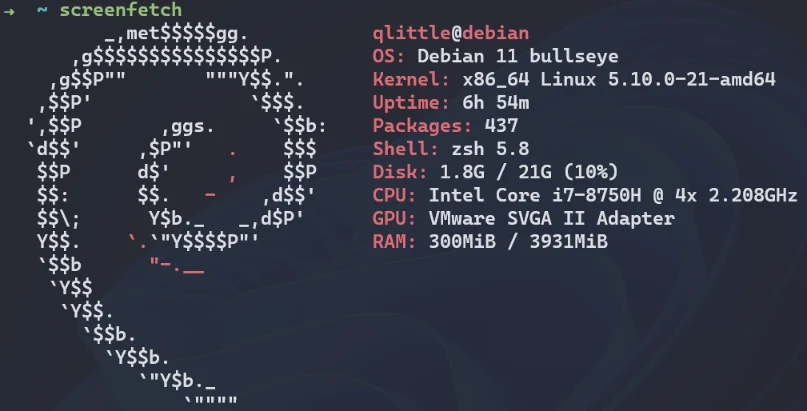 → ~ screenfetch
         _,met$$$$$gg.           qlittle@debian
      ,g$$$$$$$$$$$$$$$P.        OS: Debian 11 bullseye
    ,g$$P""       """Y$$.".      Kernel: x86_64 Linux 5.10.0-21-amd64
   ,$$P'              `$$$.      Uptime: 6h 54m
  ',$$P       ,ggs.     `$$b:    Packages: 437
  `d$$'     ,$P"'   .    $$$     Shell: zsh 5.8
   $$P      d$'     ,    $$P     Disk: 1.8G / 21G (10%)
   $$:      $$.   -    ,d$$'     CPU: Intel Core i7-8750H @ 4x 2.208GHz
   $$\;      Y$b._   _,d$P'      GPU: VMware SVGA II Adapter
   Y$$.    `.`"Y$$$$P"'          RAM: 300MiB / 3931MiB
   `$$b      "-.__
    `Y$$
     `Y$$.
       `$$b.
         `Y$$b.
            `"Y$b._
                `""""